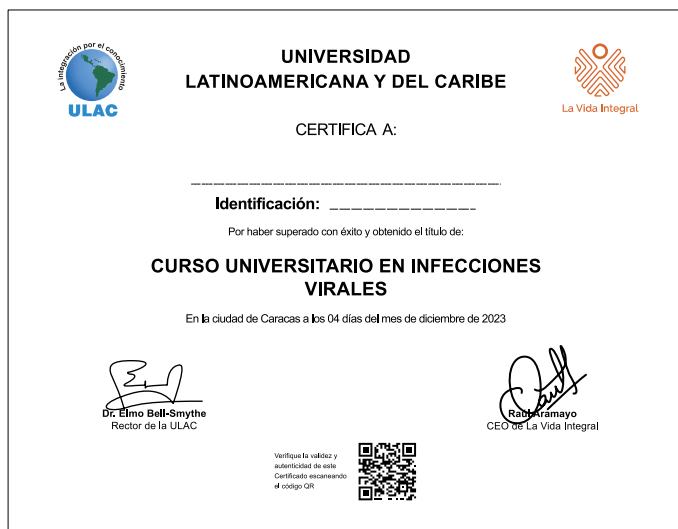 La integración por el conocimiento
ULAC
UNIVERSIDAD
LATINOAMERICANA Y DEL CARIBE
La Vida Integral
CERTIFICA A:
Identificación:
Por haber superado con éxito y obtenido el título de:
CURSO UNIVERSITARIO EN INFECCIONES
VIRALES
En la ciudad de Caracas a los 04 días del mes de diciembre de 2023
Dr. Elmo Bell-Smythe
Rector de la ULAC
Raúl Aramayo
CEO de La Vida Integral
Verifique la validez y
autenticidad de este
Certificado escaneando
el código QR